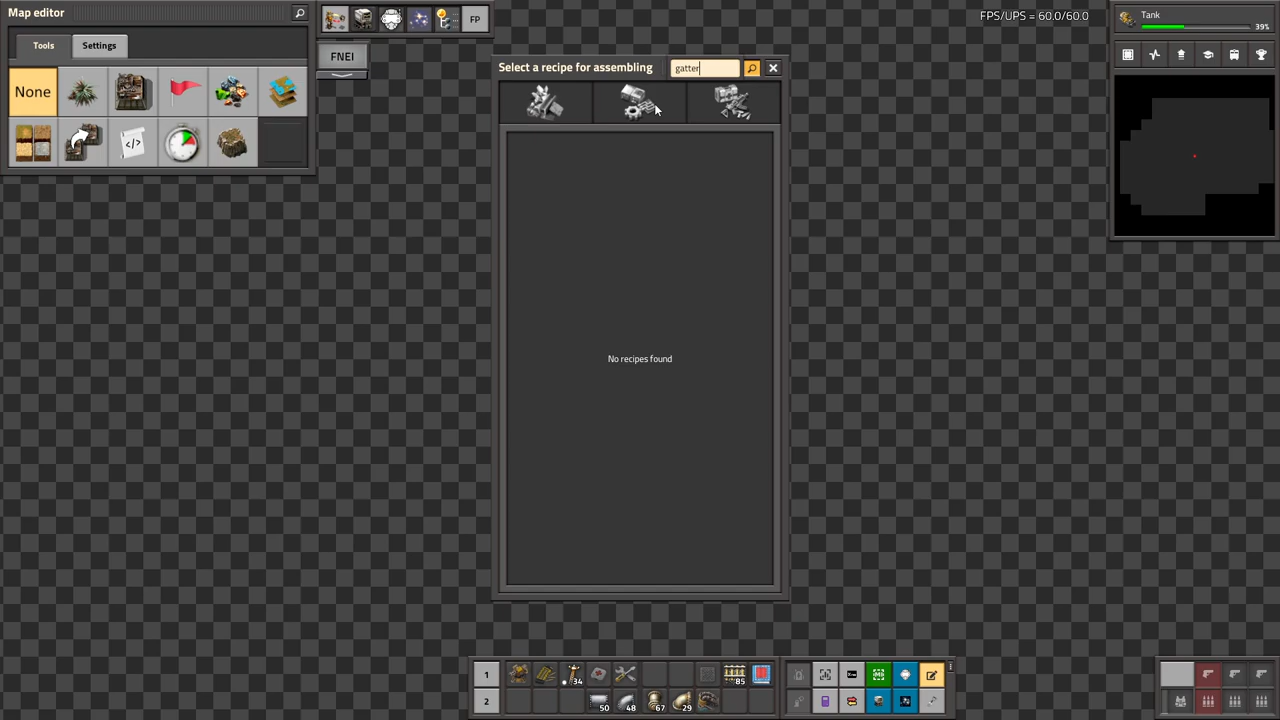 Map editor
Tools
Settings
None
</>
FP
FNEI
FPS/UPS = 60.0/60.0
Tank
39%
Select a recipe for assembling
gatter
No recipes found
1
34
85
2
50
48
67
29